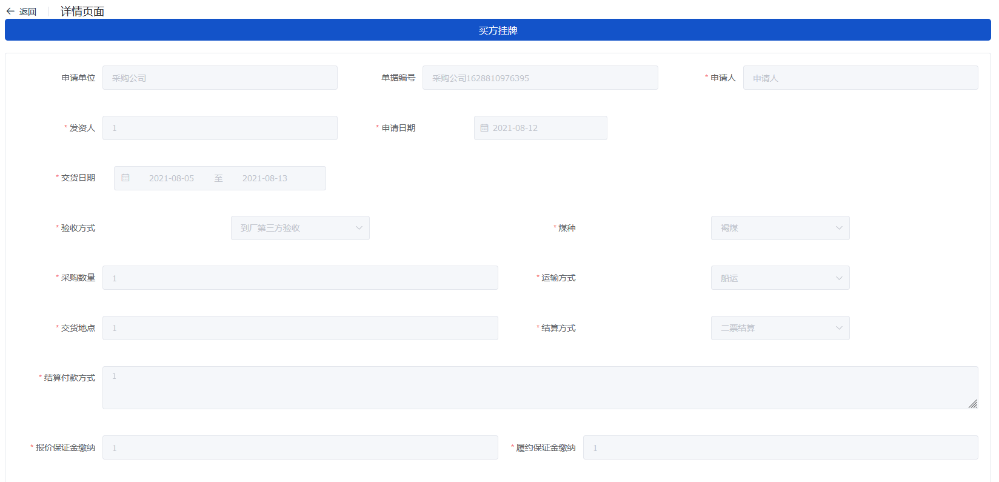 返回 详情页面
买方挂牌
申请单位 采购公司 单据编号 采购公司1628810976395 * 申请人 申请人
* 发资人 1 * 申请日期 2021-08-12
* 交货日期 2021-08-05 至 2021-08-13
* 验收方式 到厂第三方验收 * 煤种 褐煤
* 采购数量 1 * 运输方式 船运
* 交货地点 1 * 结算方式 二票结算
* 结算付款方式 1
* 报价保证金缴纳 1 * 履约保证金缴纳 1